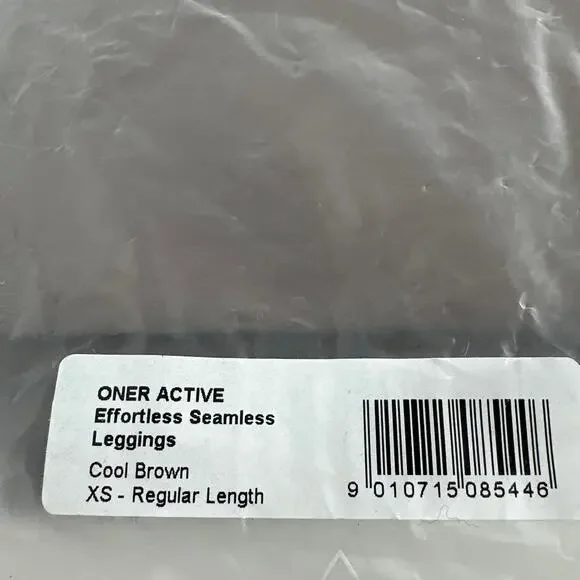 ONER ACTIVE
Effortless Seamless
Leggings
Cool Brown
XS - Regular Length
9 010715 085446